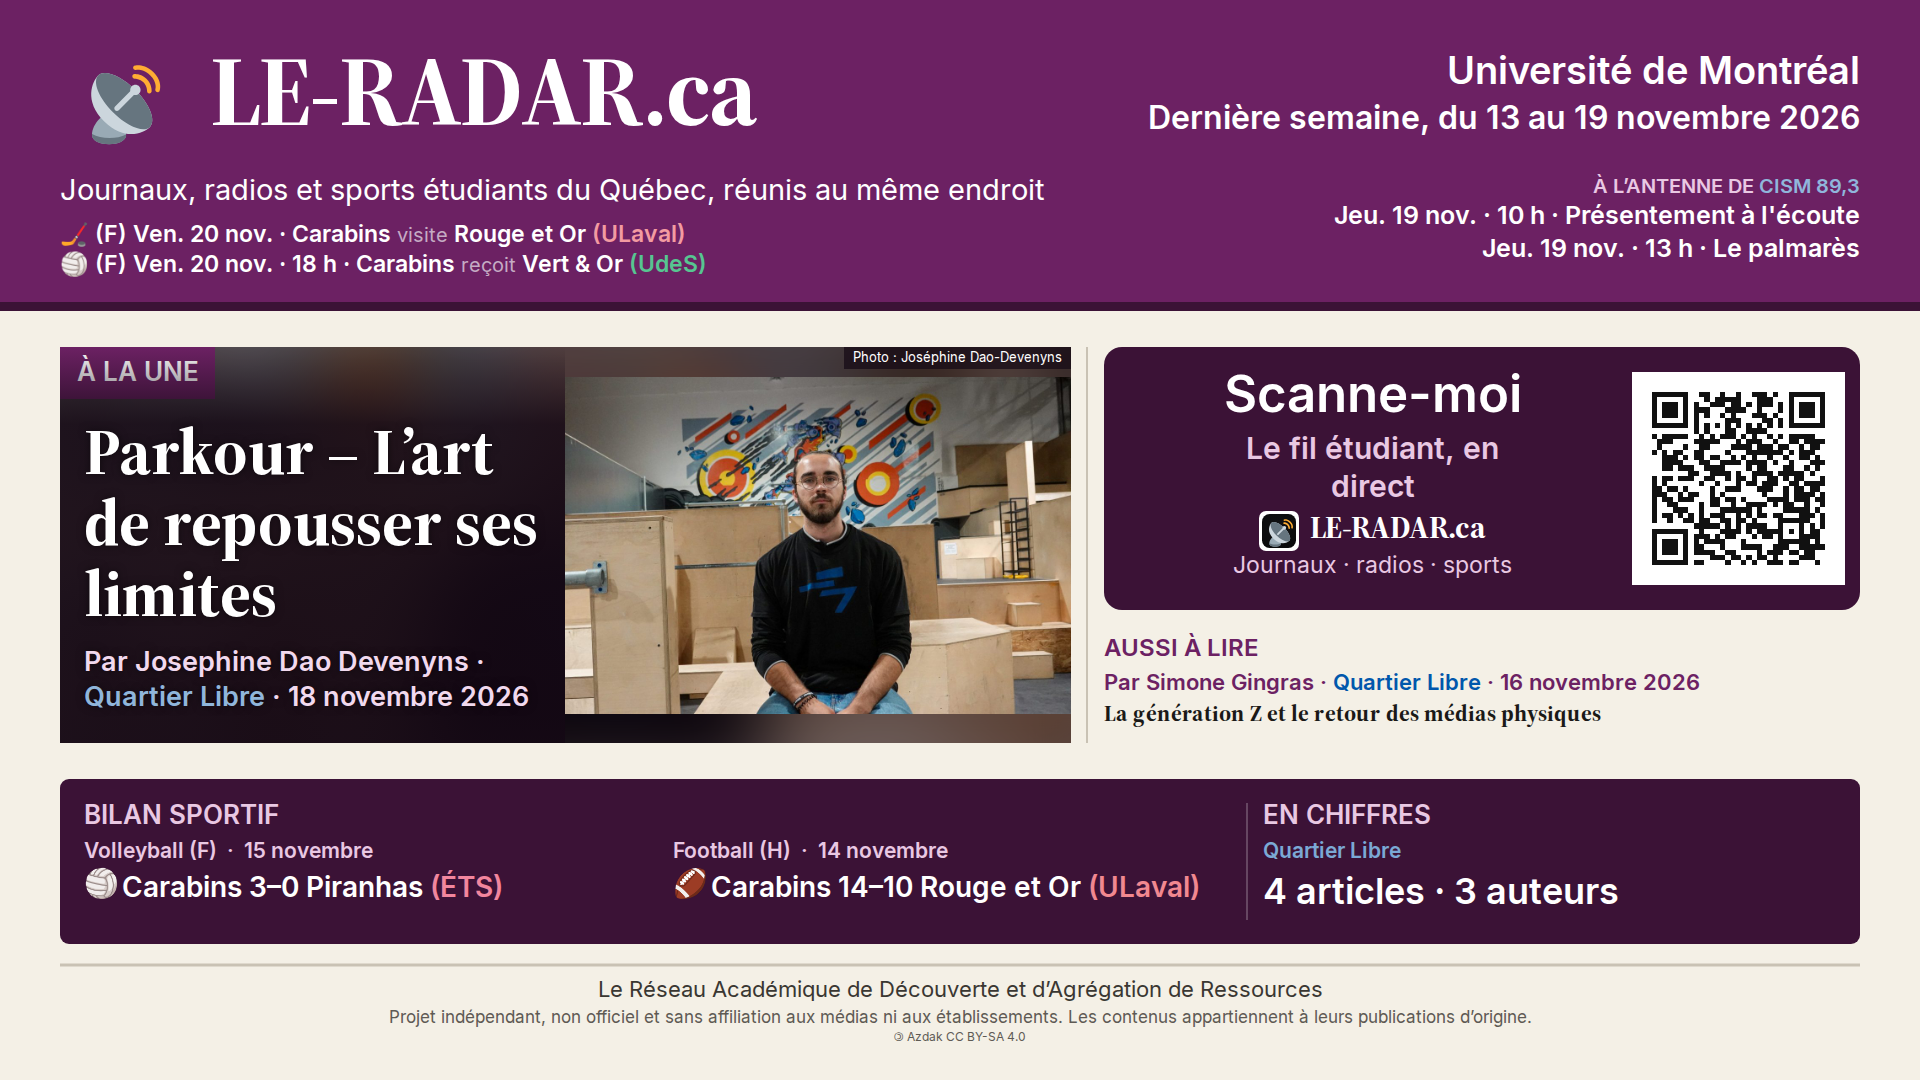 LE-RADAR.ca
Journaux, radios et sports étudiants du Québec, réunis au même endroit
(F) Ven. 20 nov. · Carabins visite Rouge et Or (ULaval)
(F) Ven. 20 nov. · 18 h · Carabins reçoit Vert & Or (UdeS)
Université de Montréal
Dernière semaine, du 13 au 19 novembre 2026
À L’ANTENNE DE CISM 89,3
Jeu. 19 nov. · 10 h · Présentement à l'écoute
Jeu. 19 nov. · 13 h · Le palmarès
À LA UNE
Photo : Joséphine Dao-Devenyns
Parkour – L’art
de repousser ses
limites
Par Josephine Dao Devenyns ·
Quartier Libre · 18 novembre 2026
Scanne-moi
Le fil étudiant, en
direct
LE-RADAR.ca
Journaux · radios · sports
AUSSI À LIRE
Par Simone Gingras · Quartier Libre · 16 novembre 2026
La génération Z et le retour des médias physiques
BILAN SPORTIF
Volleyball (F) · 15 novembre
Carabins 3–0 Piranhas (ÉTS)
Football (H) · 14 novembre
Carabins 14–10 Rouge et Or (ULaval)
EN CHIFFRES
Quartier Libre
4 articles · 3 auteurs
Le Réseau Académique de Découverte et d’Agrégation de Ressources
Projet indépendant, non officiel et sans affiliation aux médias ni aux établissements. Les contenus appartiennent à leurs publications d’origine.
🄯 Azdak CC BY-SA 4.0